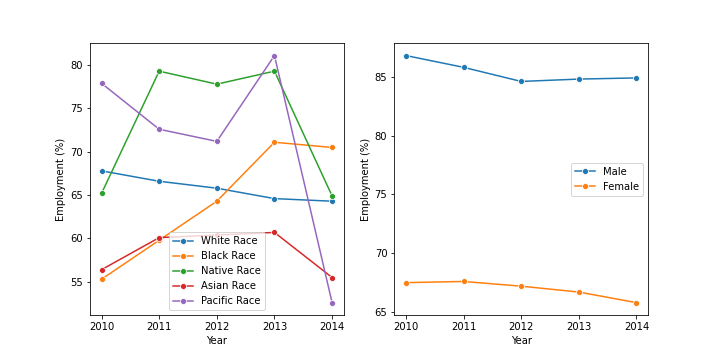 80
75
70
65
60
55
Employment (%)
2010 2011 2012 2013 2014
Year
White Race
Black Race
Native Race
Asian Race
Pacific Race
85
80
75
70
65
Employment (%)
2010 2011 2012 2013 2014
Year
Male
Female